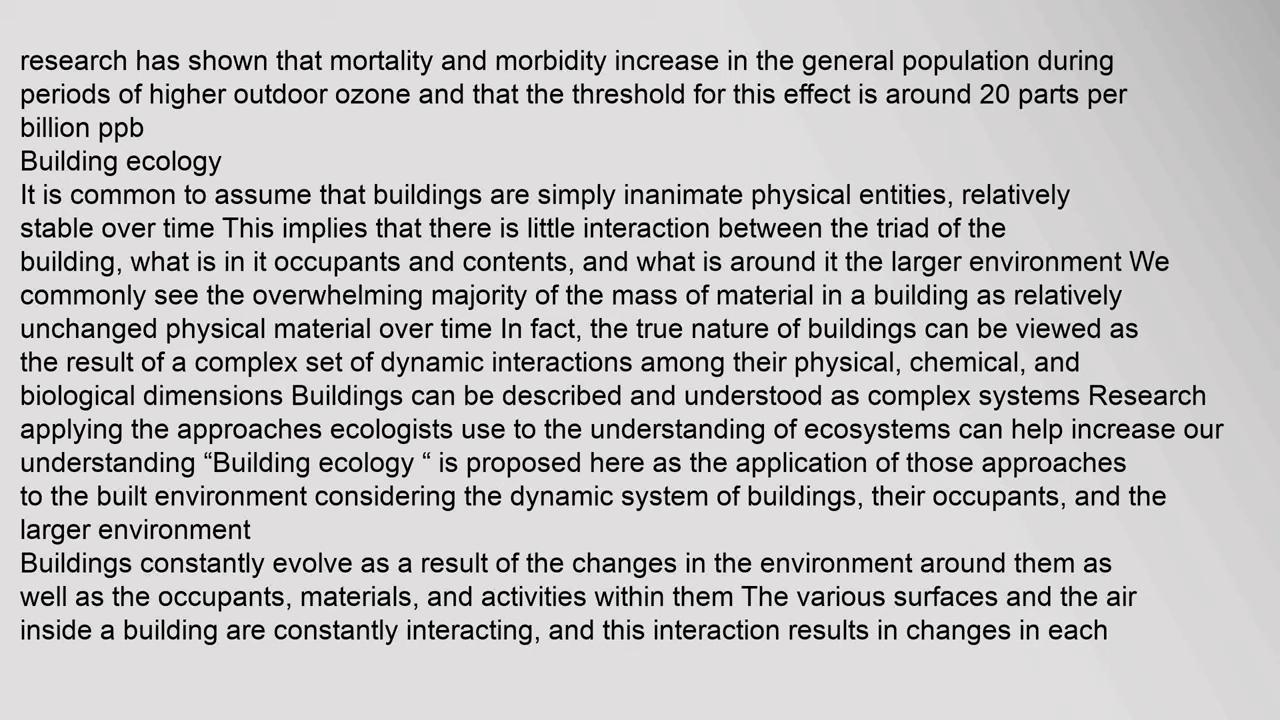 research has shown that mortality and morbidity increase in the general population during
periods of higher outdoor ozone and that the threshold for this effect is around 20 parts per
billion ppb
Building ecology
It is common to assume that buildings are simply inanimate physical entities, relatively
stable over time This implies that there is little interaction between the triad of the
building, what is in it occupants and contents, and what is around it the larger environment We
commonly see the overwhelming majority of the mass of material in a building as relatively
unchanged physical material over time In fact, the true nature of buildings can be viewed as
the result of a complex set of dynamic interactions among their physical, chemical, and
biological dimensions Buildings can be described and understood as complex systems Research
applying the approaches ecologists use to the understanding of ecosystems can help increase our
understanding “Building ecology “ is proposed here as the application of those approaches
to the built environment considering the dynamic system of buildings, their occupants, and the
larger environment
Buildings constantly evolve as a result of the changes in the environment around them as
well as the occupants, materials, and activities within them The various surfaces and the air
inside a building are constantly interacting, and this interaction results in changes in each